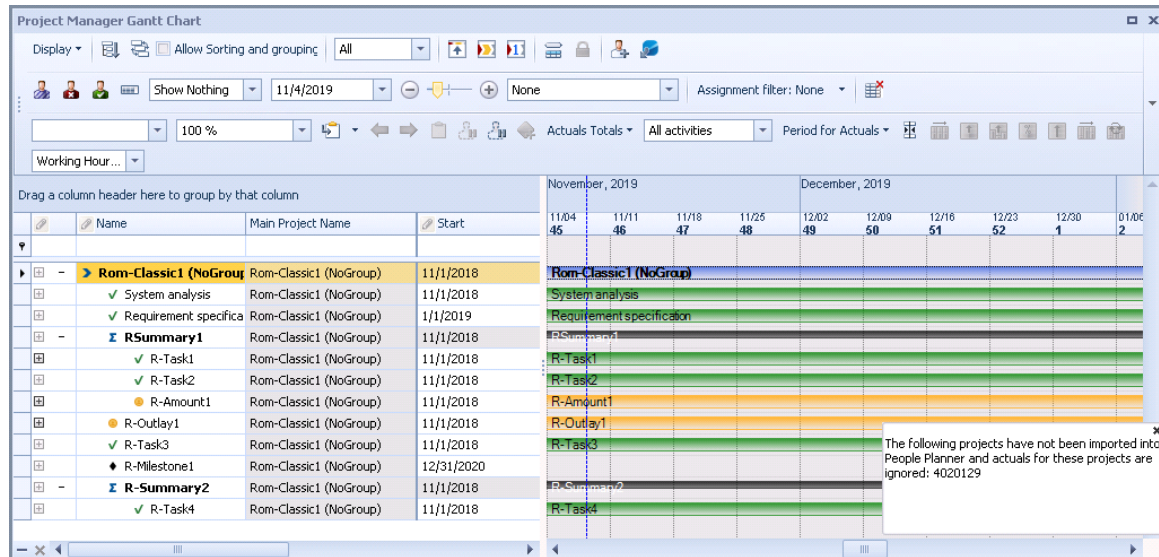 Project Manager Gantt Chart
Display Allow Sorting and grouping All
Show Nothing 11/4/2019 None Assignment filter: None
100 % Actuals Totals All activities Period for Actuals
Working Hour...
Drag a column header here to group by that column
Name Main Project Name Start
November, 2019 December, 2019
11/04 11/11 11/18 11/25 12/02 12/09 12/16 12/23 12/30 01/06
45 46 47 48 49 50 51 52 1 2
Rom-Classic1 (NoGroup Rom-Classic1 (NoGroup) 11/1/2018 Rom-Classic1 (NoGroup)
System analysis Rom-Classic1 (NoGroup) 11/1/2018 System analysis
Requirement specifica Rom-Classic1 (NoGroup) 1/1/2019 Requirement specification
Σ RSummary1 Rom-Classic1 (NoGroup) 11/1/2018 RSummary1
R-Task1 Rom-Classic1 (NoGroup) 11/1/2018 R-Task1
R-Task2 Rom-Classic1 (NoGroup) 11/1/2018 R-Task2
R-Amount1 Rom-Classic1 (NoGroup) 11/1/2018 R-Amount1
R-Outlay1 Rom-Classic1 (NoGroup) 11/1/2018 R-Outlay1
R-Task3 Rom-Classic1 (NoGroup) 11/1/2018 R-Task3
R-Milestone1 Rom-Classic1 (NoGroup) 12/31/2020
Σ R-Summary2 Rom-Classic1 (NoGroup) 11/1/2018 R-Summary2
R-Task4 Rom-Classic1 (NoGroup) 11/1/2018 R-Task4
The following projects have not been imported into
People Planner and actuals for these projects are
ignored: 4020129